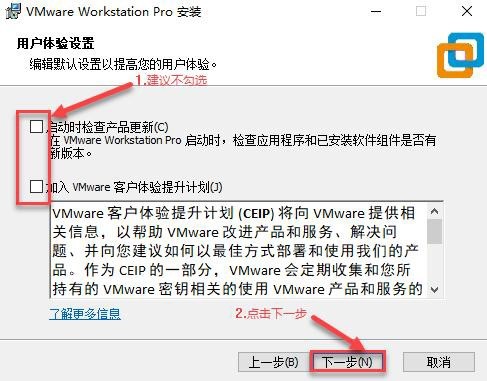 VMware Workstation Pro 安装
用户体验设置
编辑默认设置以提高您的用户体验。
1.建议不勾选
启动时检查产品更新(C)
在 VMware Workstation Pro 启动时，检查应用程序和已安装软件组件是否有
新版本。
加入 VMware 客户体验提升计划(J)
VMware 客户体验提升计划 (CEIP) 将向 VMware 提供相
关信息，以帮助 VMware 改进产品和服务、解决问
题、并向您建议如何以最佳方式部署和使用我们的产
品。作为 CEIP 的一部分，VMware 会定期收集和您所
持有的 VMware 密钥相关的使用 VMware 产品和服务的
了解更多信息
2.点击下一步
上一步(B) 下一步(N) 取消